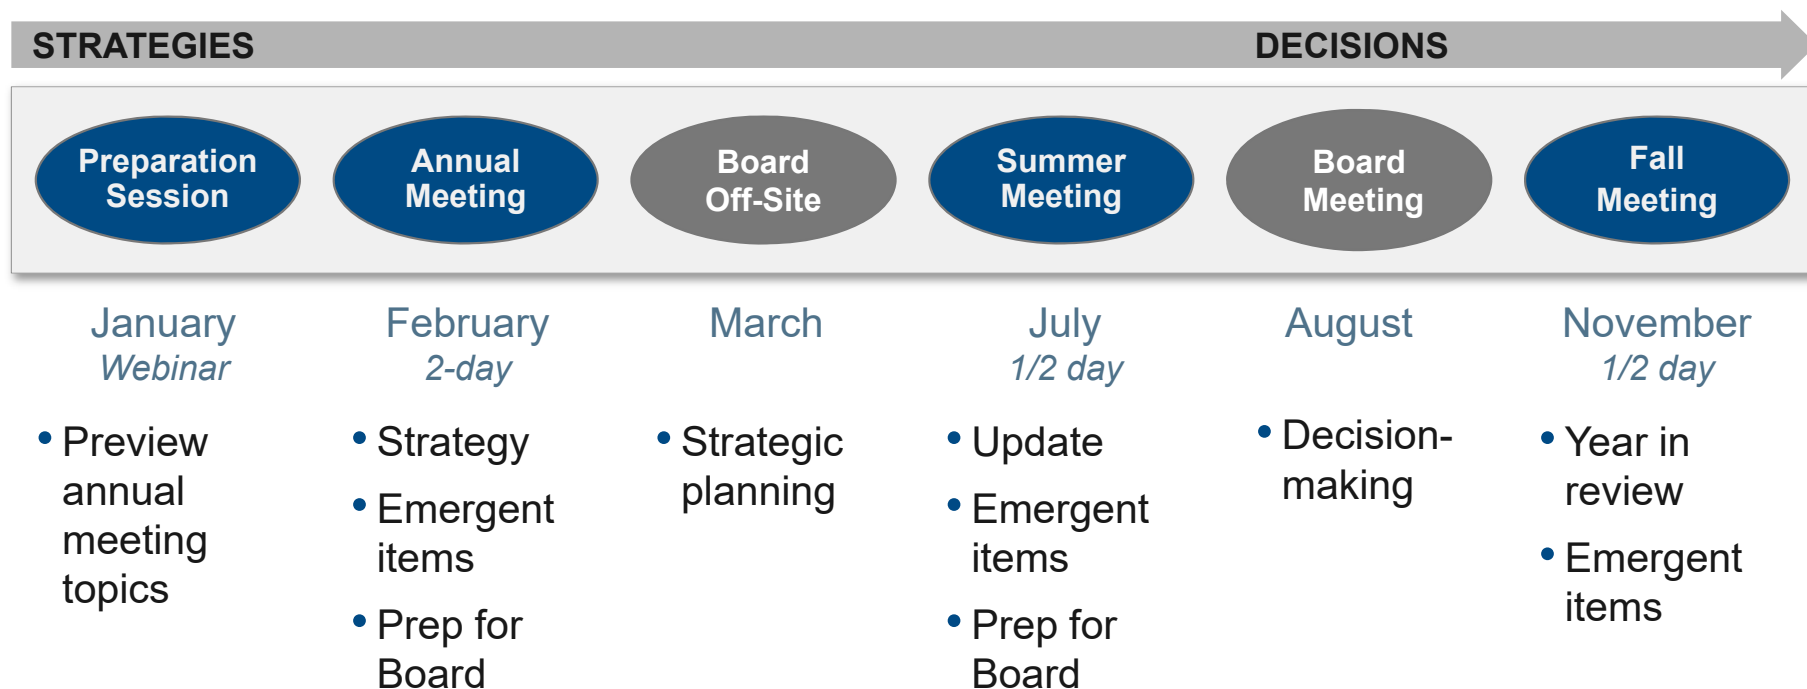 STRATEGIES DECISIONS
Preparation
Session
Annual
Meeting
Board
Off-Site
Summer
Meeting
Board
Meeting
Fall
Meeting
January
Webinar
February
2-day
March
July
1/2 day
August
November
1/2 day
• Preview
annual
meeting
topics
• Strategy
• Emergent
items
• Prep for
Board
• Strategic
planning
• Update
• Emergent
items
• Prep for
Board
• Decision-
making
• Year in
review
• Emergent
items